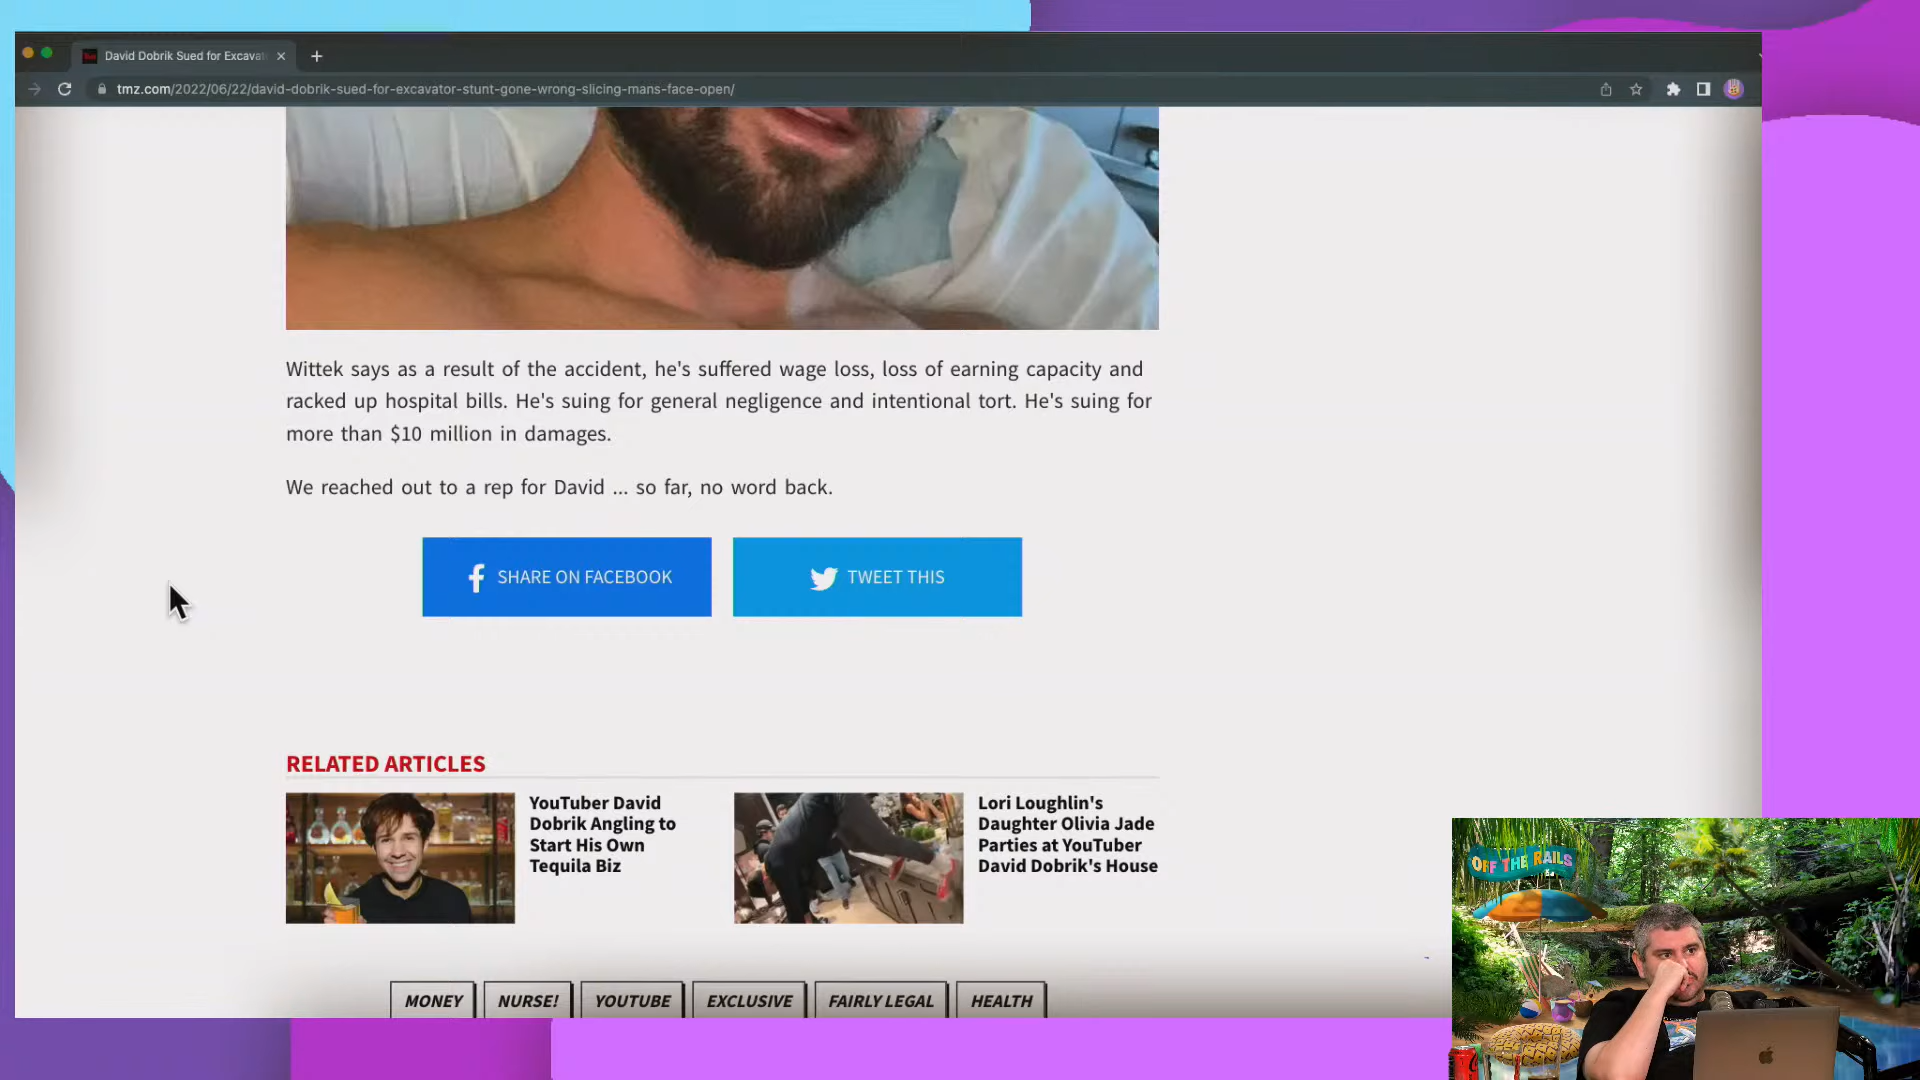 David Dobrik Sued for Excavat
tmz.com/2022/06/22/david-dobrik-sued-for-excavator-stunt-gone-wrong-slicing-mans-face-open/
Wittek says as a result of the accident, he's suffered wage loss, loss of earning capacity and
racked up hospital bills. He's suing for general negligence and intentional tort. He's suing for
more than $10 million in damages.
We reached out to a rep for David ... so far, no word back.
SHARE ON FACEBOOK
TWEET THIS
RELATED ARTICLES
YouTuber David
Dobrik Angling to
Start His Own
Tequila Biz
Lori Loughlin's
Daughter Olivia Jade
Parties at YouTuber
David Dobrik's House
OFF THE RAILS
MONEY
NURSE!
YOUTUBE
EXCLUSIVE
FAIRLY LEGAL
HEALTH